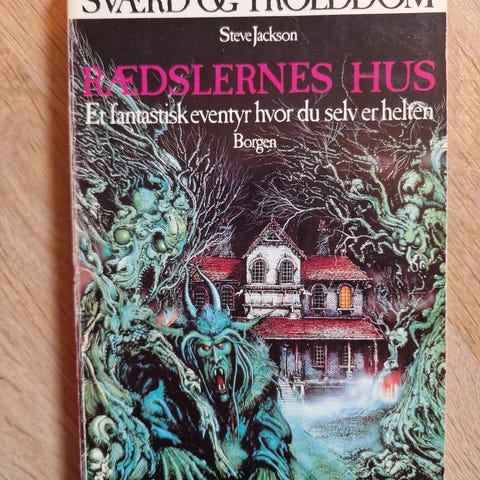 SVÆRD OG TROLDDOM
Steve Jackson
RÆDSLERNES HUS
Et fantastisk eventyr hvor du selv er helten
Borgen